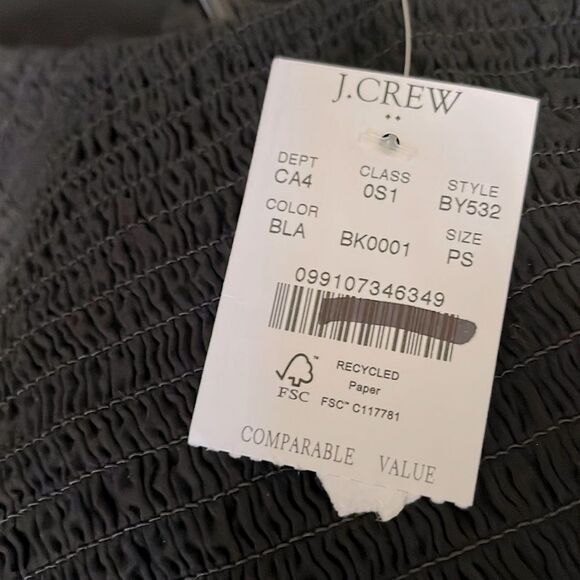 J.CREW
DEPT CLASS STYLE
CA4 0S1 BY532
COLOR SIZE
BLA BK0001 PS
099107346349
FSC™
RECYCLED
Paper
FSC™ C117781
COMPARABLE VALUE